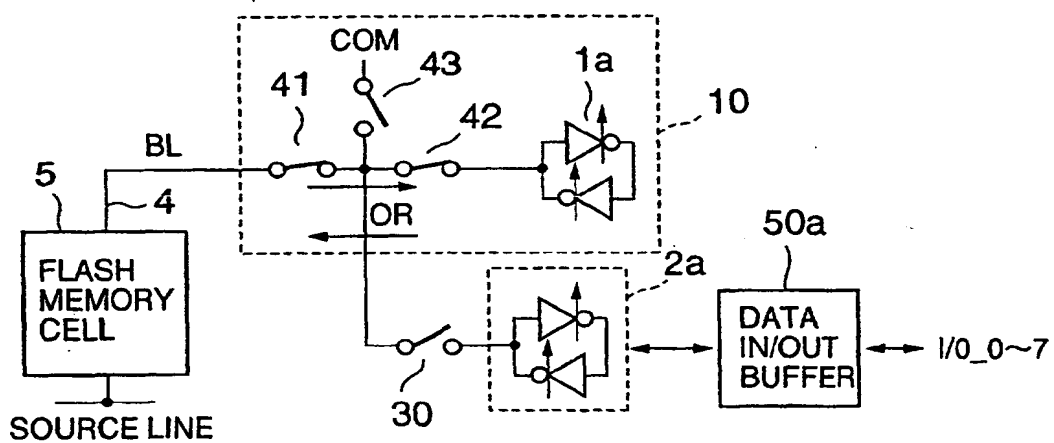 COM
43
1a
41
42
10
BL
5
4
OR
50a
2a
FLASH
MEMORY
CELL
DATA
IN/OUT
BUFFER
I/0_0~7
30
SOURCE LINE